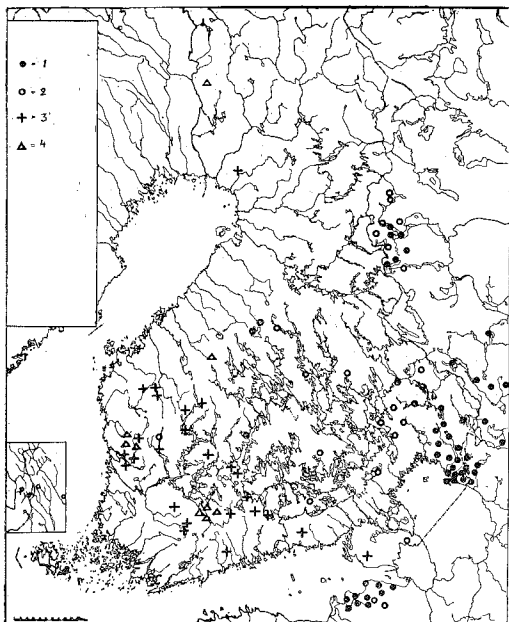 = 1
= 2
= 3
= 4